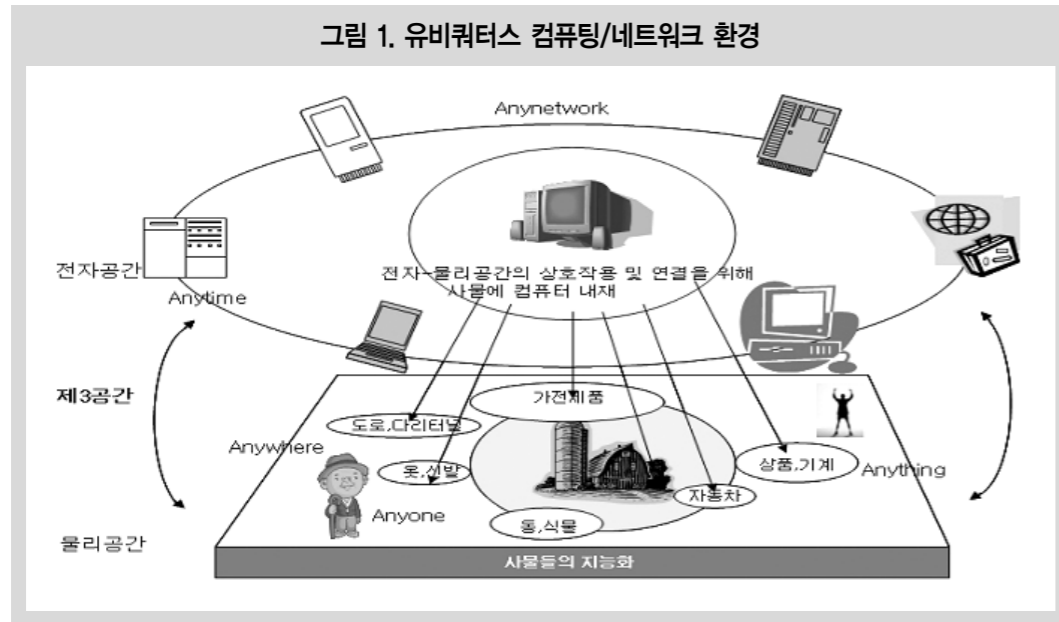 그림 1. 유비쿼터스 컴퓨팅/네트워크 환경
Anynetwork
전자공간
전자-물리공간의 상호작용 및 연결을 위해
사물에 컴퓨터 내재
Anytime
제3공간
가전제품
도로,다리터널
Anywhere
옷,신발
상품,기계
Anything
자동차
Anyone
동,식물
물리공간
사물들의 지능화